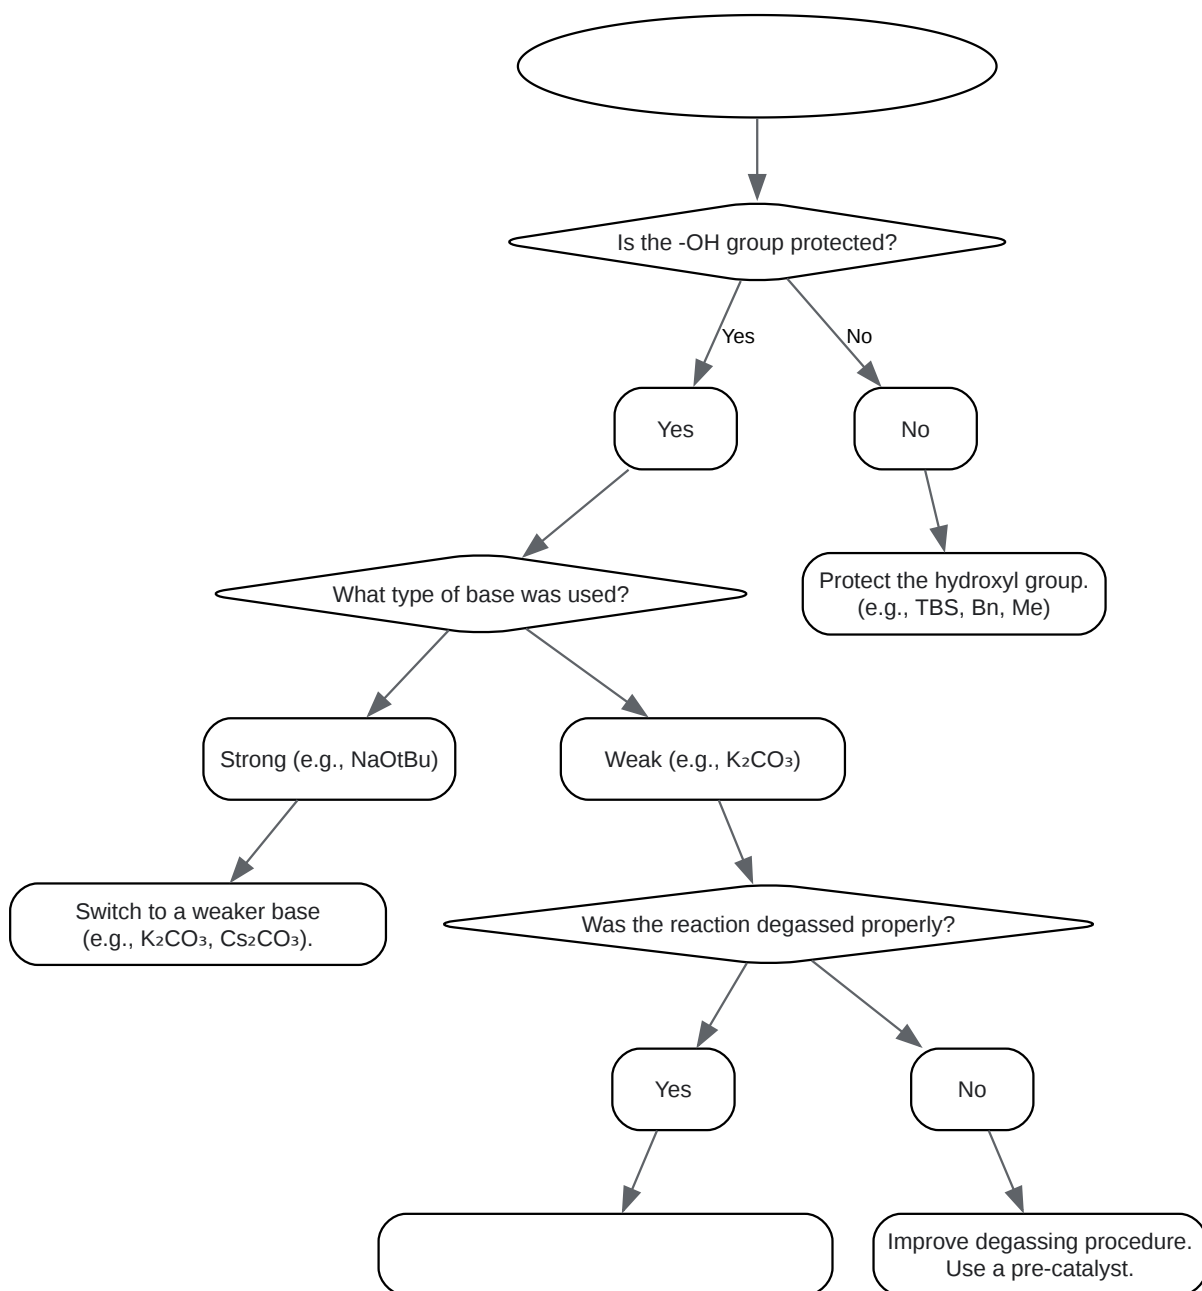 Is the -OH group protected?
Yes
No
Yes
No
Protect the hydroxyl group.
(e.g., TBS, Bn, Me)
What type of base was used?
Strong (e.g., NaOtBu)
Weak (e.g., K₂CO₃)
Switch to a weaker base
(e.g., K₂CO₃, Cs₂CO₃).
Was the reaction degassed properly?
Yes
No
Improve degassing procedure.
Use a pre-catalyst.